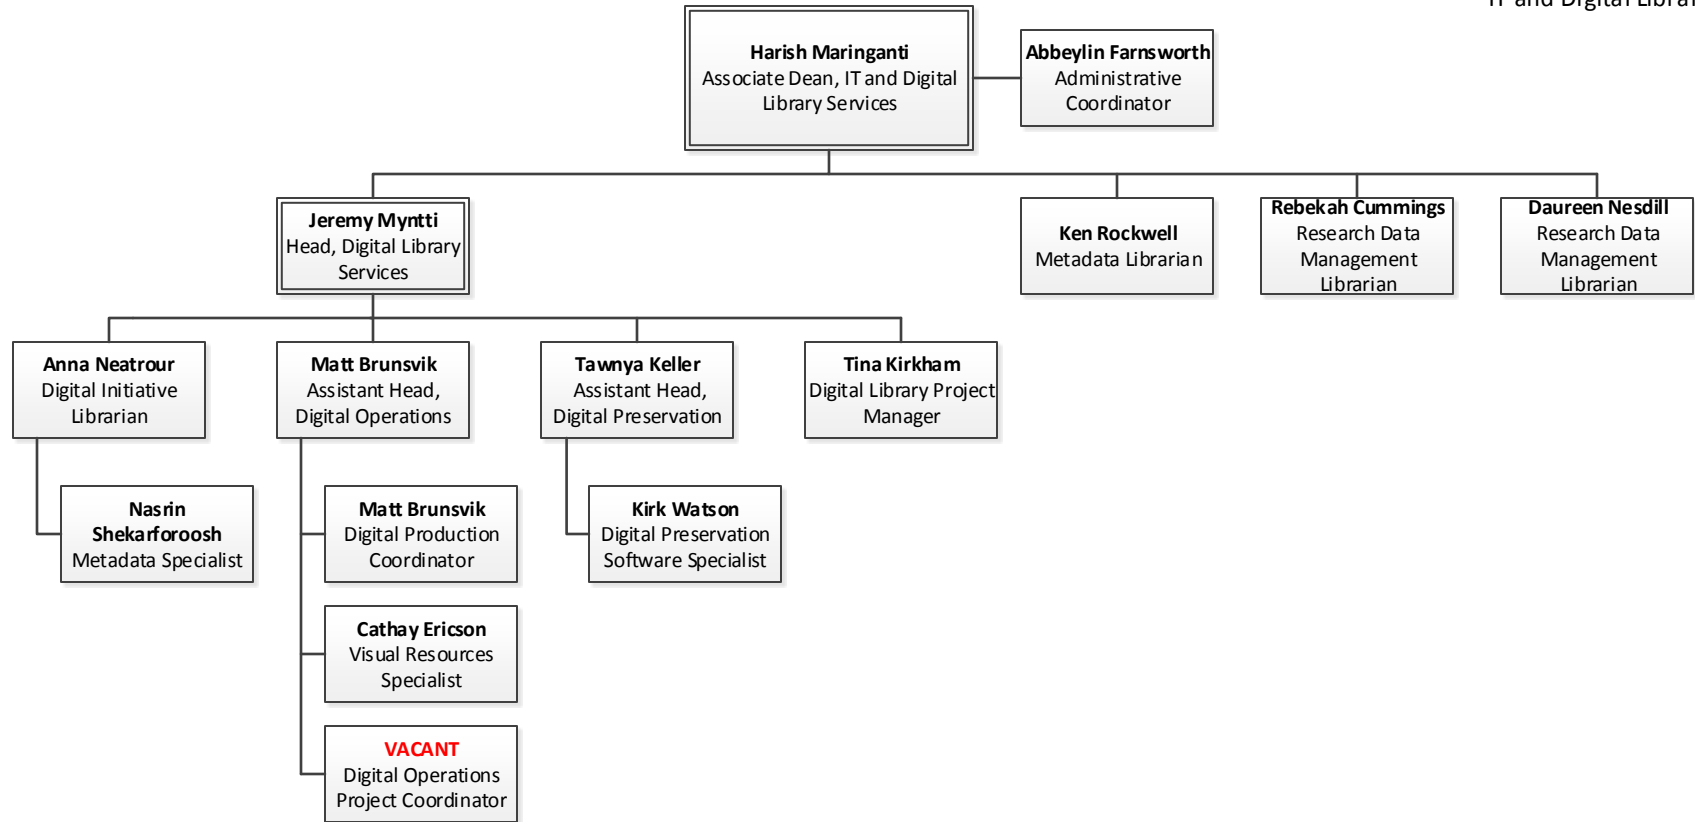 IT and Digital Librar
Harish Maringanti
Associate Dean, IT and Digital
Library Services
Abbeylin Farnsworth
Administrative
Coordinator
Jeremy Myntti
Head, Digital Library
Services
Ken Rockwell
Metadata Librarian
Rebekah Cummings
Research Data
Management
Librarian
Daureen Nesdill
Research Data
Management
Librarian
Anna Neatrour
Digital Initiative
Librarian
Matt Brunsvik
Assistant Head,
Digital Operations
Tawnya Keller
Assistant Head,
Digital Preservation
Tina Kirkham
Digital Library Project
Manager
Nasrin
Shekarforoosh
Metadata Specialist
Matt Brunsvik
Digital Production
Coordinator
Kirk Watson
Digital Preservation
Software Specialist
Cathay Ericson
Visual Resources
Specialist
VACANT
Digital Operations
Project Coordinator